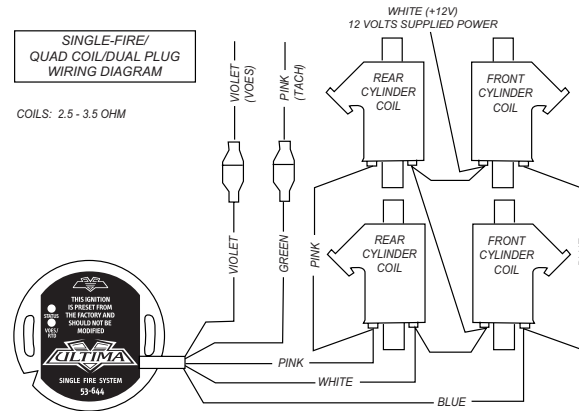 SINGLE-FIRE/
QUAD COIL/DUAL PLUG
WIRING DIAGRAM
COILS: 2.5 - 3.5 OHM
VIOLET
(VOES)
PINK
(TACH)
WHITE (+12V)
12 VOLTS SUPPLIED POWER
REAR
CYLINDER
COIL
FRONT
CYLINDER
COIL
VIOLET
GREEN
PINK
REAR
CYLINDER
COIL
FRONT
CYLINDER
COIL
THIS IGNITION
IS PRESET FROM
THE FACTORY AND
SHOULD NOT BE
MODIFIED
STATUS
VOES/
RTD
ULTIMA
SINGLE FIRE SYSTEM
53-644
PINK
WHITE
BLUE